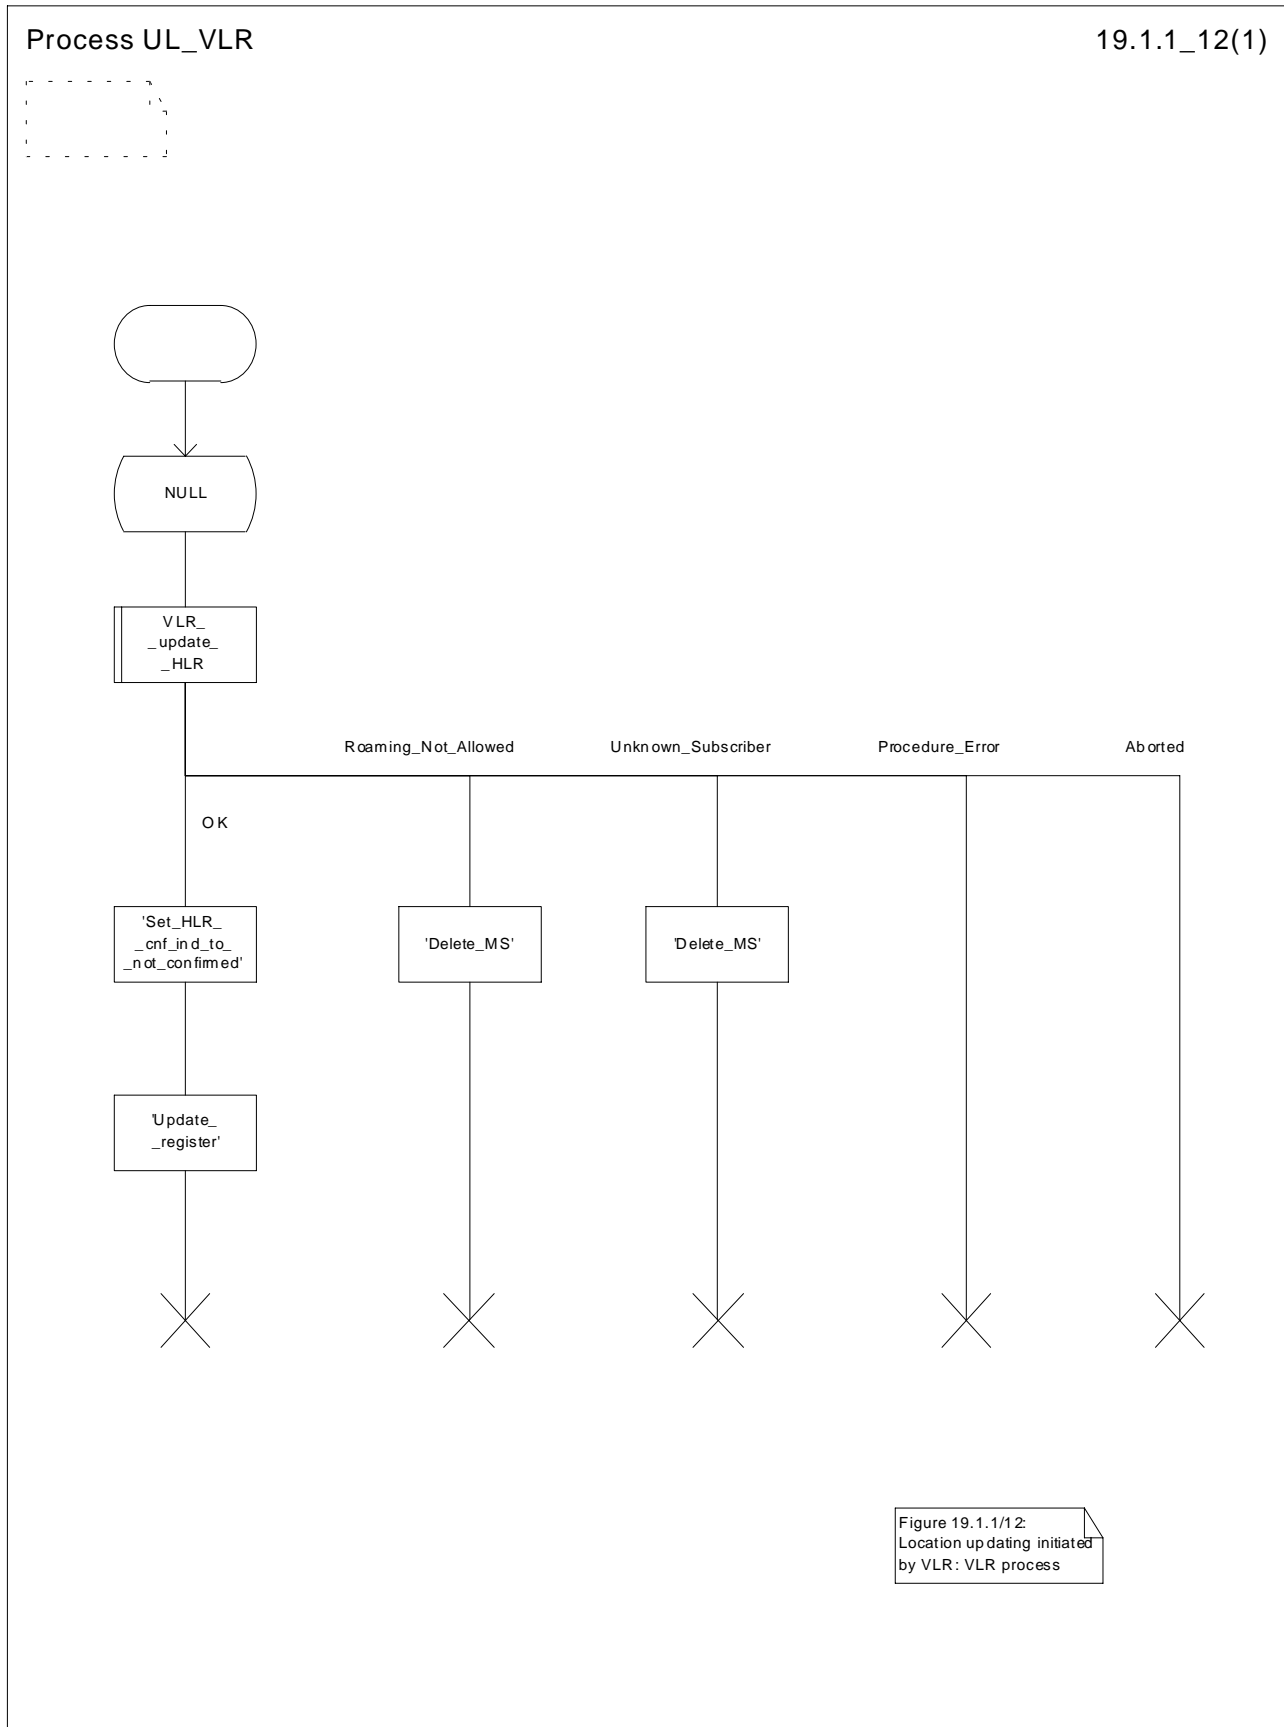 Process UL_VLR
19.1.1_12(1)
NULL
VLR_
_update_
_HLR
Roaming_Not_Allowed
Unknown_Subscriber
Procedure_Error
Aborted
OK
'Set_HLR_
_cnf_ind_to_
_not_confirmed'
'Delete_MS'
'Delete_MS'
'Update_
_register'
Figure 19.1.1/12:
Location updating initiated
by VLR: VLR process